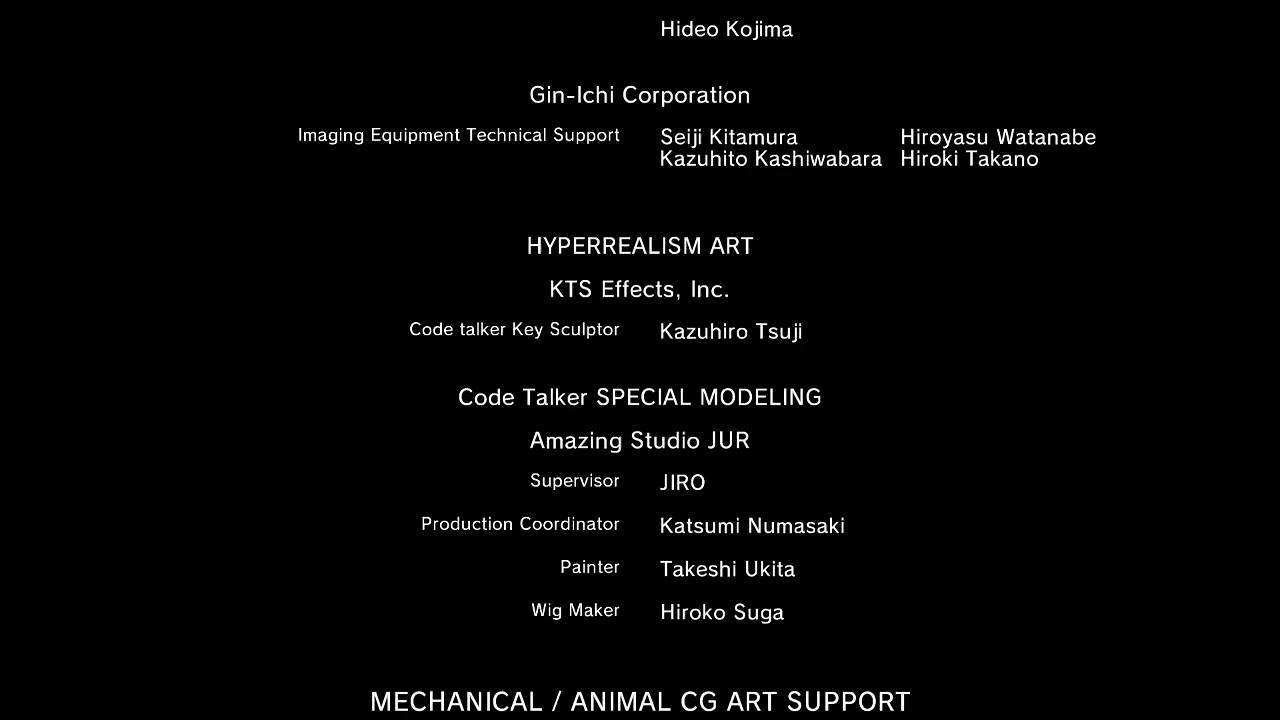 Hideo Kojima
Gin-Ichi Corporation
Imaging Equipment Technical Support Seiji Kitamura Hiroyasu Watanabe
Kazuhito Kashiwabara Hiroki Takano
HYPERREALISM ART
KTS Effects, Inc.
Code talker Key Sculptor Kazuhiro Tsuji
Code Talker SPECIAL MODELING
Amazing Studio JUR
Supervisor JIRO
Production Coordinator Katsumi Numasaki
Painter Takeshi Ukita
Wig Maker Hiroko Suga
MECHANICAL / ANIMAL CG ART SUPPORT